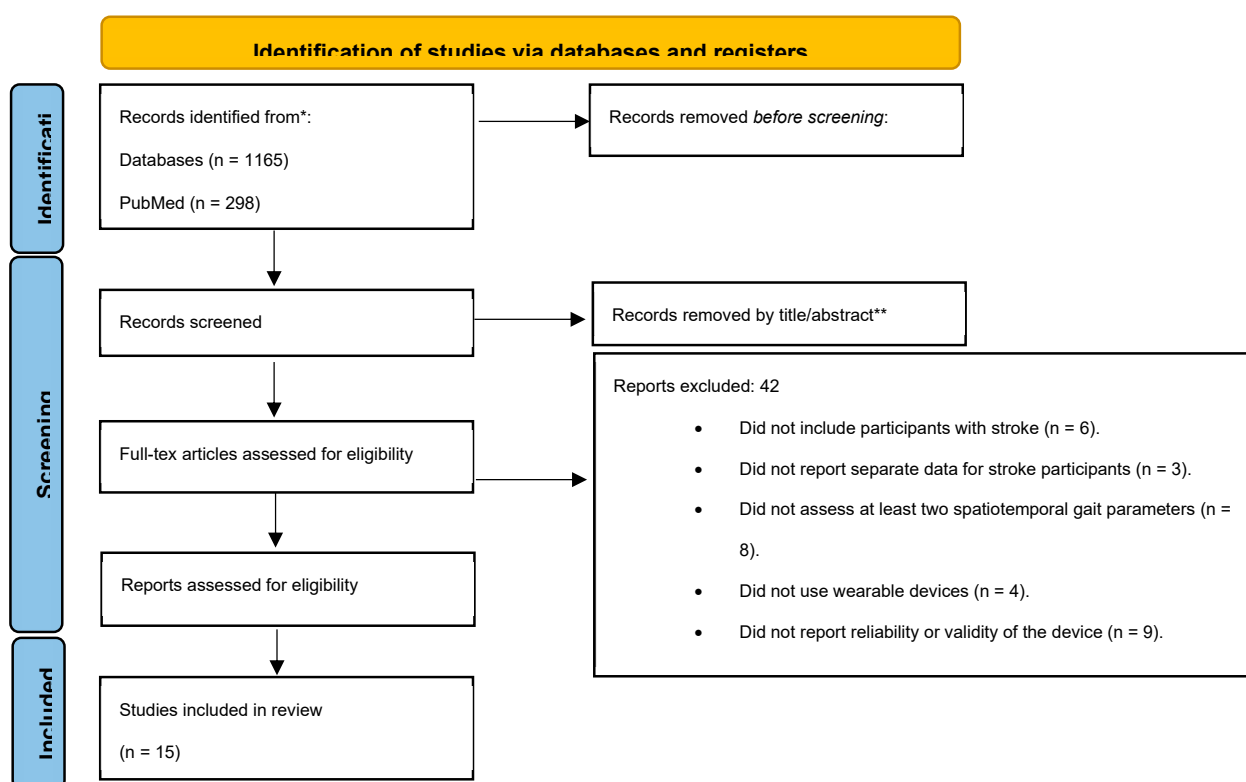 Identification of studies via databases and registers
Identificati
Records identified from*:
Databases (n = 1165)
PubMed (n = 298)
Records removed before screening:
Screening
Records screened
Records removed by title/abstract**
Full-tex articles assessed for eligibility
Reports excluded: 42
• Did not include participants with stroke (n = 6).
• Did not report separate data for stroke participants (n = 3).
• Did not assess at least two spatiotemporal gait parameters (n =
8).
• Did not use wearable devices (n = 4).
• Did not report reliability or validity of the device (n = 9).
Reports assessed for eligibility
Included
Studies included in review
(n = 15)